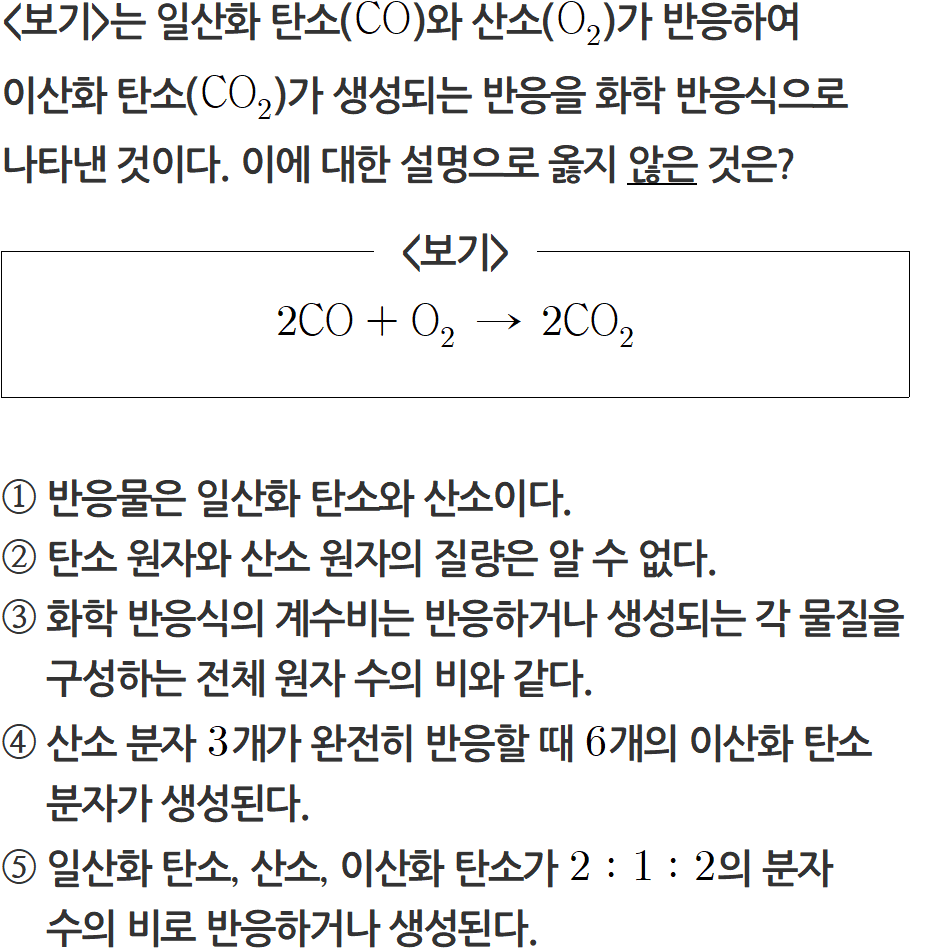 <보기>는 일산화 탄소(CO)와 산소(O₂)가 반응하여
이산화 탄소(CO₂)가 생성되는 반응을 화학 반응식으로
나타낸 것이다. 이에 대한 설명으로 옳지 않은 것은?
<보기>
2CO + O₂ → 2CO₂
① 반응물은 일산화 탄소와 산소이다.
② 탄소 원자와 산소 원자의 질량은 알 수 없다.
③ 화학 반응식의 계수비는 반응하거나 생성되는 각 물질을
구성하는 전체 원자 수의 비와 같다.
④ 산소 분자 3개가 완전히 반응할 때 6개의 이산화 탄소
분자가 생성된다.
⑤ 일산화 탄소, 산소, 이산화 탄소가 2 : 1 : 2의 분자
수의 비로 반응하거나 생성된다.